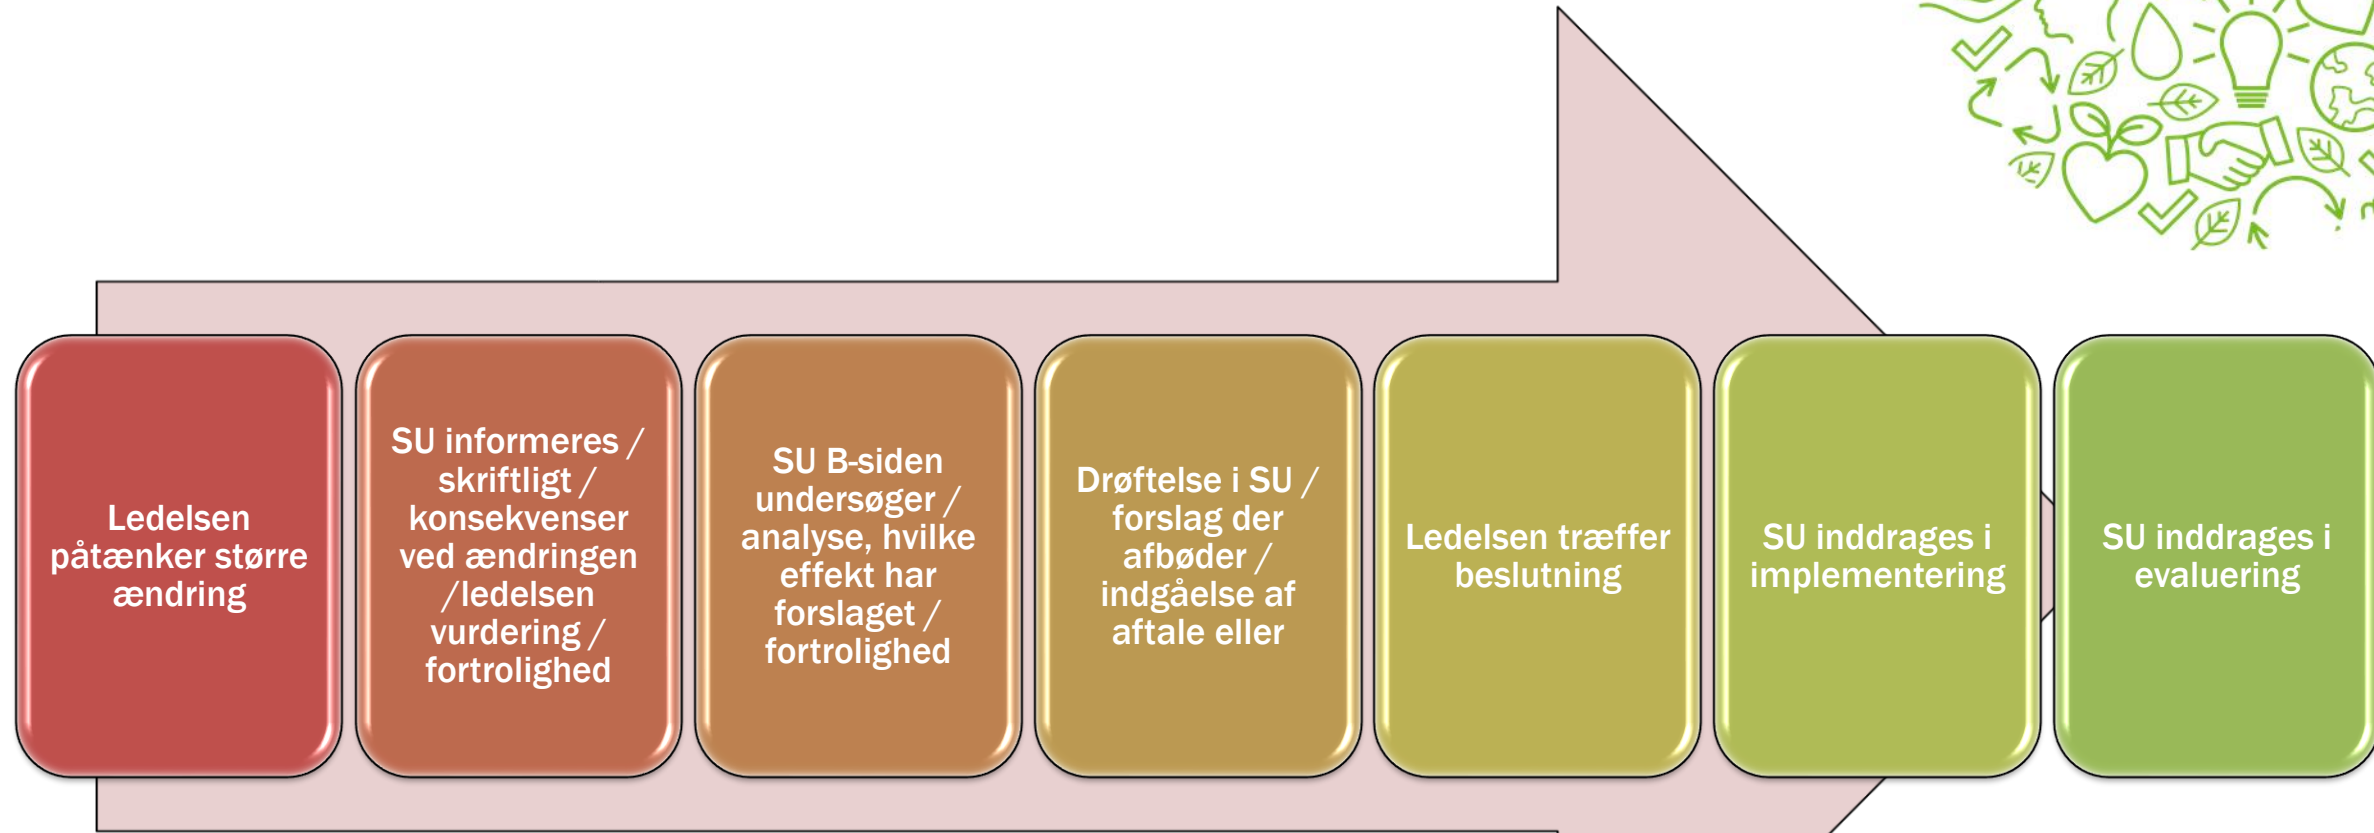 Ledelsen
påtænker større
ændring
SU informeres /
skriftligt /
konsekvenser
ved ændringen
/ledelsen
vurdering /
fortrolighed
SU B-siden
undersøger /
analyse, hvilke
effekt har
forslaget /
fortrolighed
Drøftelse i SU /
forslag der
afbøder /
indgåelse af
aftale eller
Ledelsen træffer
beslutning
SU inddrages i
implementering
SU inddrages i
evaluering